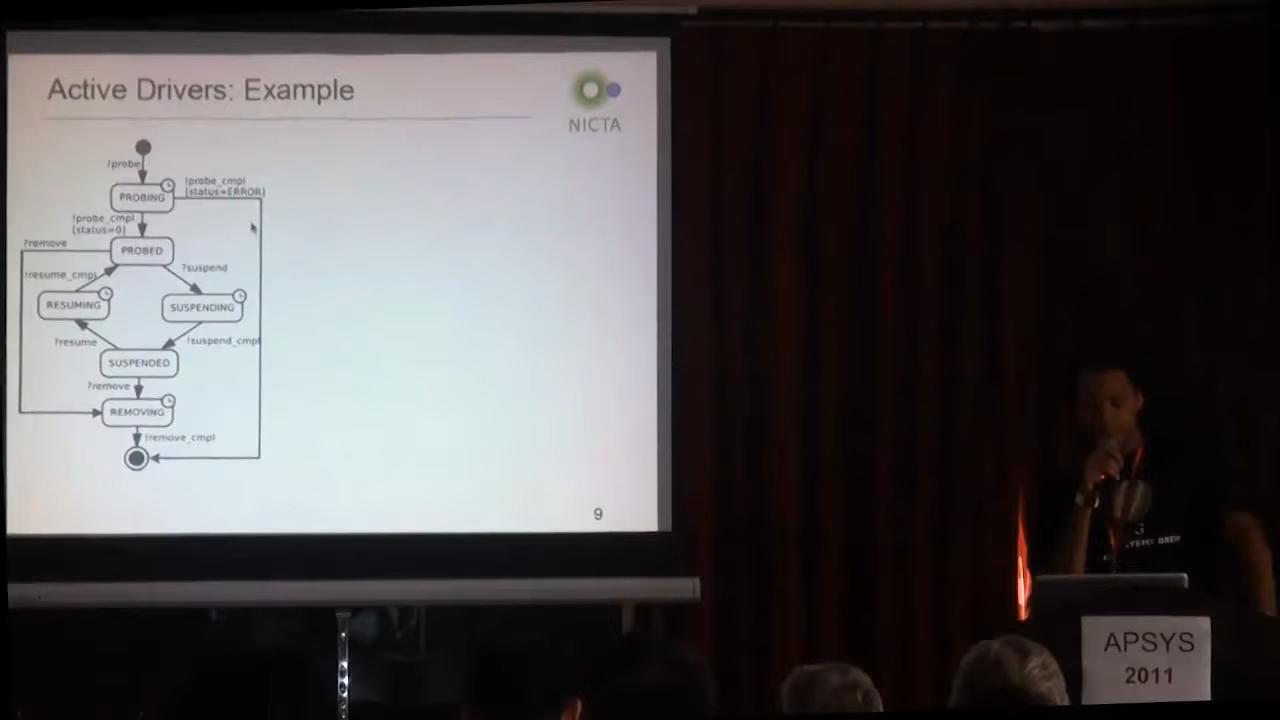 Active Drivers: Example
NICTA
?probe
PROBING
!probe_cmpl
[status=ERROR]
!probe_cmpl
[status=0]
?remove
PROBED
!resume_cmpl
?suspend
RESUMING
SUSPENDING
?resume
!suspend_cmpl
SUSPENDED
?remove
REMOVING
!remove_cmpl
9
APSYS
2011